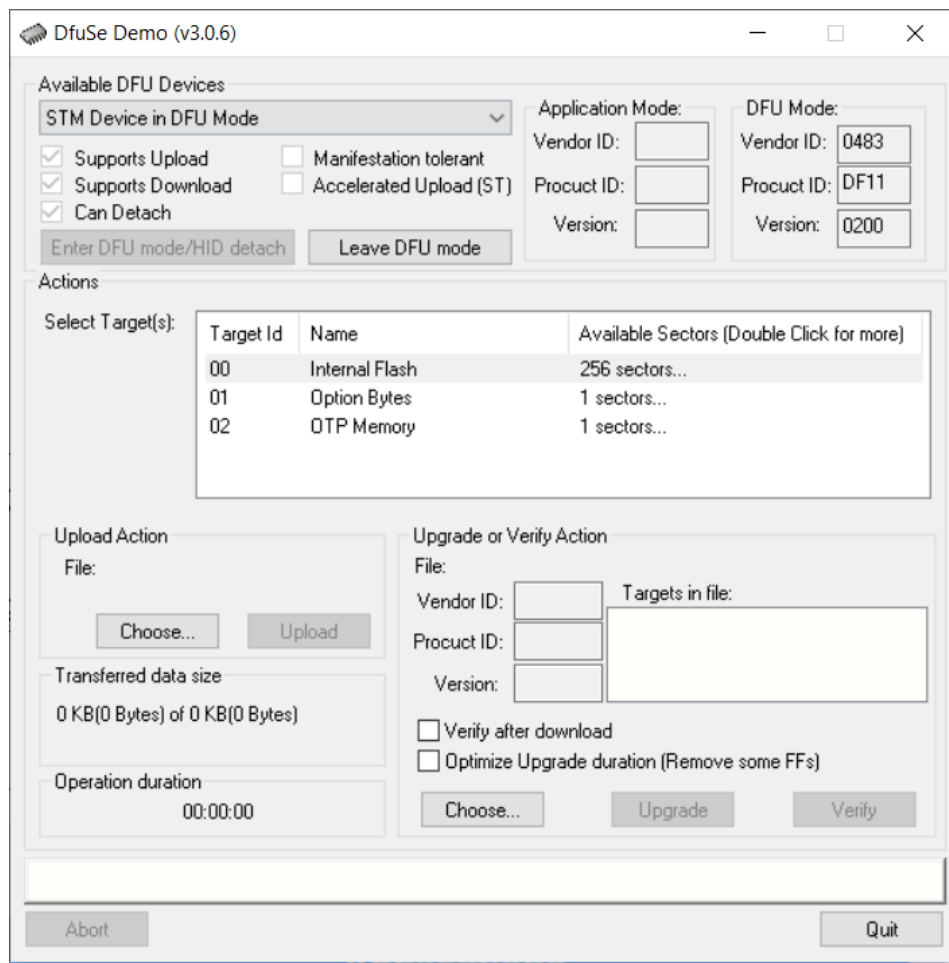 DfuSe Demo (v3.0.6)
Available DFU Devices
STM Device in DFU Mode
Supports Upload
Manifestation tolerant
Supports Download
Accelerated Upload (ST)
Can Detach
Enter DFU mode/HID detach
Leave DFU mode
Application Mode:
Vendor ID:
Procuct ID:
Version:
DFU Mode:
Vendor ID: 0483
Procuct ID: DF11
Version: 0200
Actions
Select Target(s):
Target Id Name Available Sectors (Double Click for more)
00 Internal Flash 256 sectors...
01 Option Bytes 1 sectors...
02 OTP Memory 1 sectors...
Upload Action
File:
Choose... Upload
Transferred data size
0 KB(0 Bytes) of 0 KB(0 Bytes)
Operation duration
00:00:00
Upgrade or Verify Action
File:
Vendor ID:
Procuct ID:
Version:
Targets in file:
Verify after download
Optimize Upgrade duration (Remove some FFs)
Choose... Upgrade Verify
Abort Quit